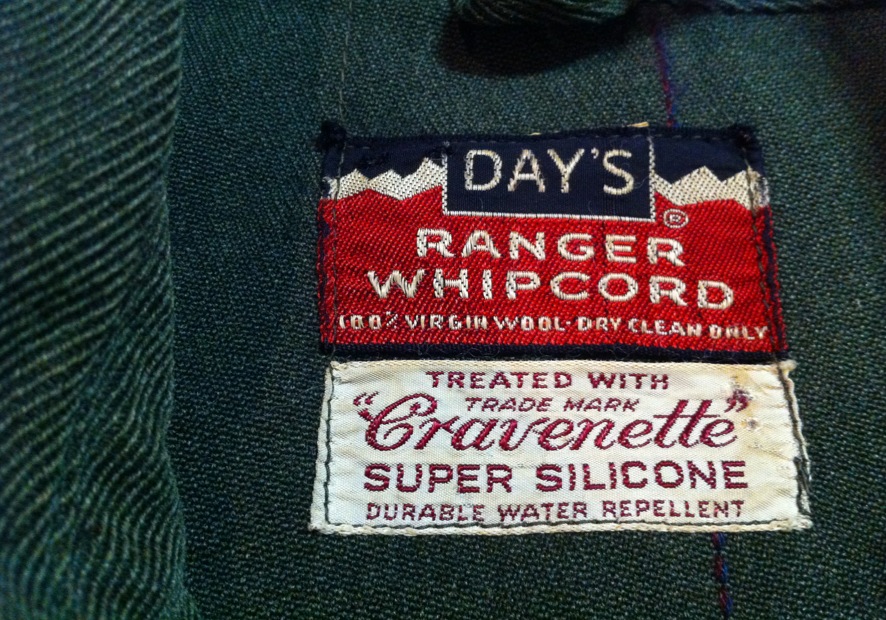 DAY'S
®
RANGER
WHIPCORD
100% VIRGIN WOOL-DRY CLEAN ONLY
TREATED WITH
TRADE MARK
"Cravenette"
SUPER SILICONE
DURABLE WATER REPELLENT